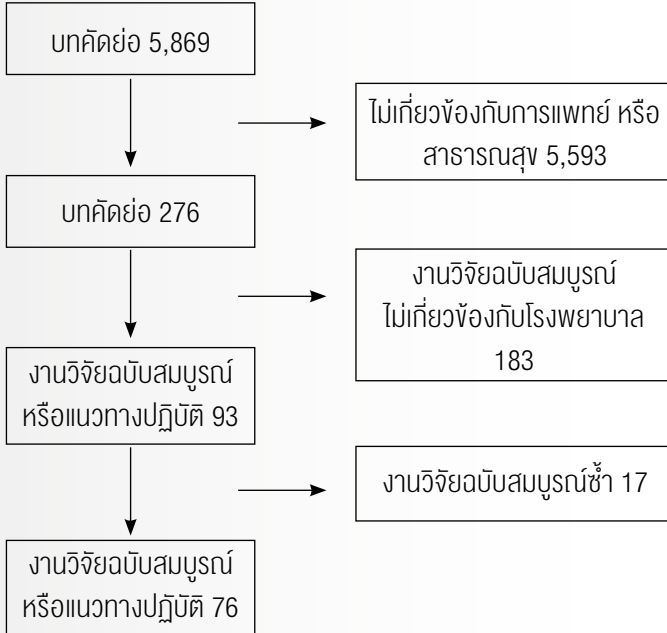 บทคัดย่อ 5,869
ไม่เกี่ยวข้องกับการแพทย์ หรือ
สาธารณสุข 5,593
บทคัดย่อ 276
งานวิจัยฉบับสมบูรณ์
ไม่เกี่ยวข้องกับโรงพยาบาล
183
งานวิจัยฉบับสมบูรณ์
หรือแนวทางปฏิบัติ 93
งานวิจัยฉบับสมบูรณ์ซ้ำ 17
งานวิจัยฉบับสมบูรณ์
หรือแนวทางปฏิบัติ 76